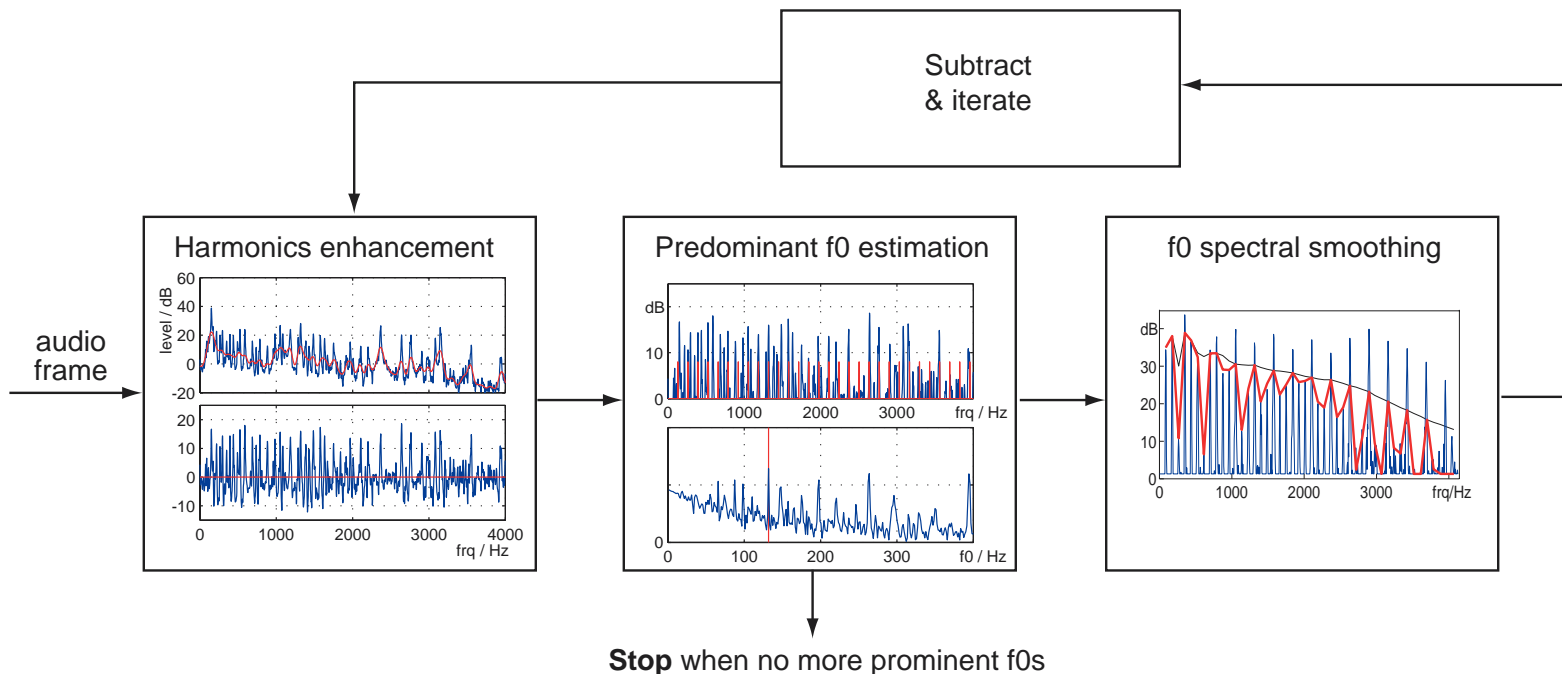 Subtract
& iterate
audio
frame
Harmonics enhancement
level / dB
60
40
20
0
-20
20
10
0
-10
0 1000 2000 3000 4000
frq / Hz
Predominant f0 estimation
dB
10
0
0 1000 2000 3000
frq / Hz
0
0 100 200 300
f0 / Hz
f0 spectral smoothing
dB
30
20
10
0
0 1000 2000 3000
frq/Hz
Stop when no more prominent f0s